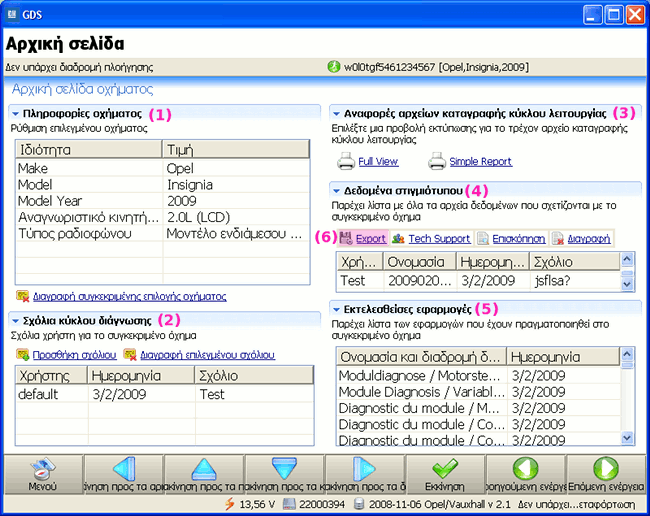 GDS
Αρχική σελίδα
Δεν υπάρχει διαδρομή πλοήγησης
w0l0tgf5461234567 [Opel,Insignia,2009]
Αρχική σελίδα οχήματος
Πληροφορίες οχήματος (1)
Ρύθμιση επιλεγμένου οχήματος
Ιδιότητα Τιμή
Make Opel
Model Insignia
Model Year 2009
Αναγνωριστικό κινητή... 2.0L (LCD)
Τύπος ραδιοφώνου Μοντέλο ενδιάμεσου ...
Διαγραφή συγκεκριμένης επιλογής οχήματος
Σχόλια κύκλου διάγνωσης (2)
Σχόλια χρήστη για το συγκεκριμένο όχημα
Προσθήκη σχολίου Διαγραφή επιλεγμένου σχολίου
Χρήστης Ημερομηνία Σχόλιο
default 3/2/2009 Test
Αναφορές αρχείων καταγραφής κύκλου λειτουργίας (3)
Επιλέξτε μια προβολή εκτύπωσης για το τρέχον αρχείο καταγραφής
κύκλου λειτουργίας
Full View Simple Report
Δεδομένα στιγμιότυπου (4)
Παρέχει λίστα με όλα τα αρχεία δεδομένων που σχετίζονται με το
συγκεκριμένο όχημα
(6) Export Tech Support Επισκόπηση Διαγραφή
Χρή... Ονομασία Ημερομη... Σχόλιο
Test 2009020... 3/2/2009 jsflsa?
Εκτελεσθείσες εφαρμογές (5)
Παρέχει λίστα των εφαρμογών που έχουν πραγματοποιηθεί στο
συγκεκριμένο όχημα
Ονομασία και διαδρομή δ... Ημερομηνία
Moduldiagnose / Motorste... 3/2/2009
Module Diagnosis / Variabl... 3/2/2009
Diagnostic du module / M... 3/2/2009
Diagnostic du module / Co... 3/2/2009
Diagnostic du module / Co... 3/2/2009
Μενού κίνηση προς τα αρι ακίνηση προς τα π κίνηση προς τα κάτ ακίνηση προς τα δ Εκκίνηση οηγούμενη ενέργε Επόμενη ενέργεια
13,56 V 22000394 2008-11-06 Opel/Vauxhall v 2.1 Δεν υπάρχει...εταφόρτωση